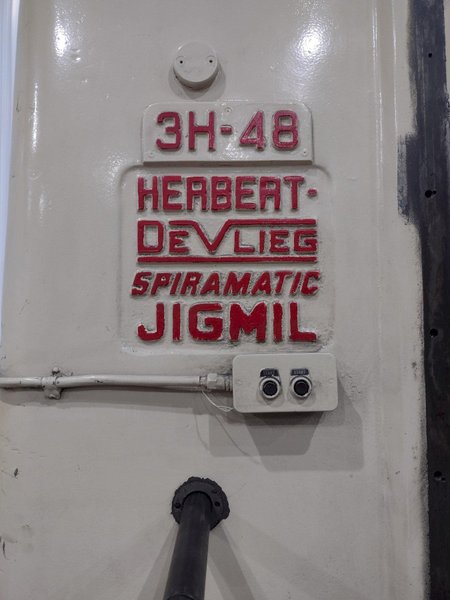 3H-48
HERBERT-
DEVLIEG
SPIRAMATIC
JIGMIL